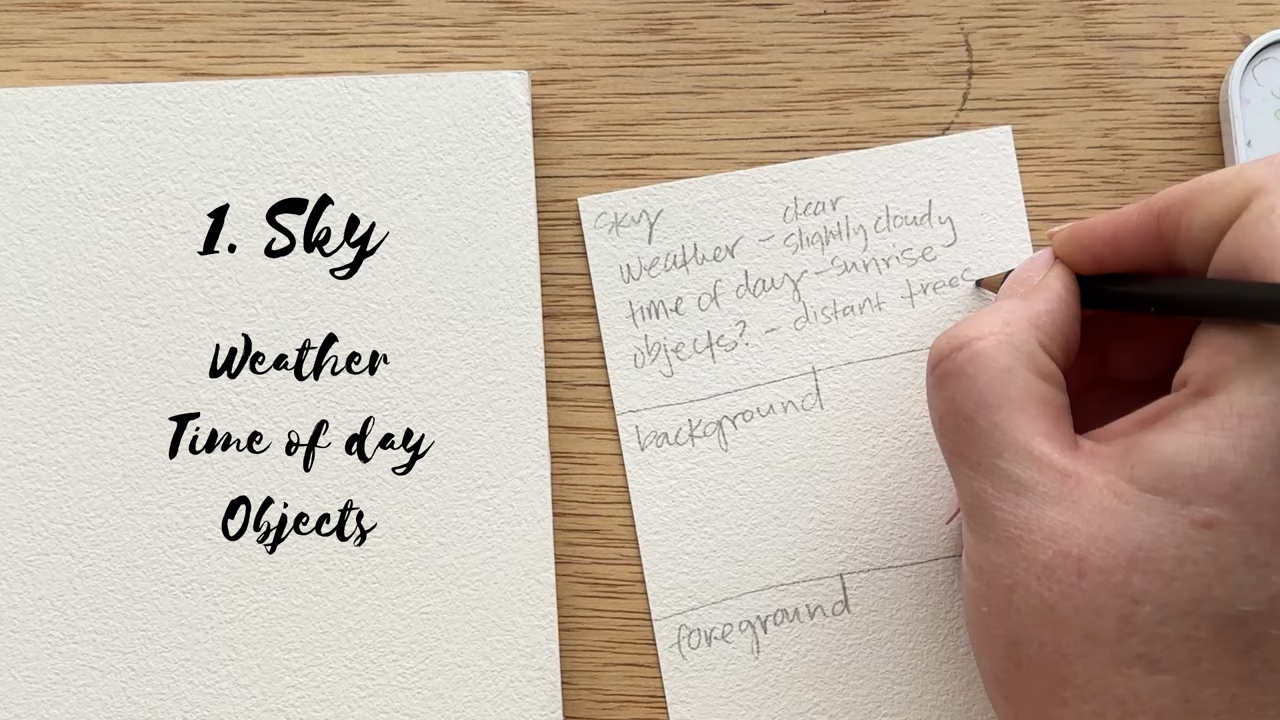 1. Sky
Weather
Time of day
Objects
sky
clear
weather - slightly cloudy
time of day - sunrise
objects? - distant trees
background
foreground